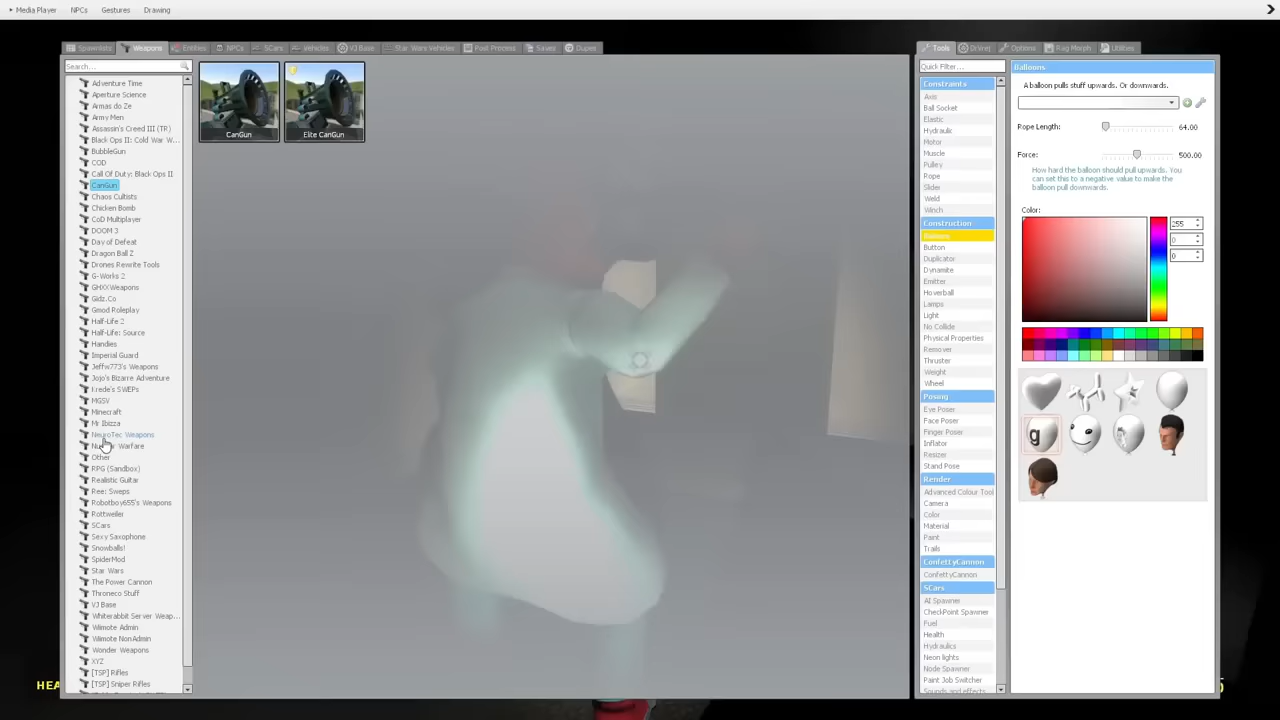 Media Player NPCs Gestures Drawing
Spawnlists Weapons Entities NPCs SCars Vehicles VJ Base Star Wars Vehicles Post Process Saves Dupes
Search...
Adventure Time
Aperture Science
Armas do Ze
Army Men
Assassin's Creed III (TR)
Black Ops II: Cold War W...
BubbleGun
COD
Call Of Duty: Black Ops II
CanGun
Chaos Cultists
Chicken Bomb
CoD Multiplayer
DOOM 3
Day of Defeat
Dragon Ball Z
Drones Rewrite Tools
G-Works 2
GHXXWeapons
Gidz.Co
Gmod Roleplay
Half-Life 2
Half-Life: Source
Handies
Imperial Guard
Jeffw773's Weapons
Jojo's Bizarre Adventure
Krede's SWEPs
MGSV
Minecraft
Mr Ibizza
NeuroTec Weapons
Warfare
Other
RPG (Sandbox)
Realistic Guitar
Ree: Sweps
Robotboy655's Weapons
Rottweiler
SCars
Sexy Saxophone
Snowballs!
SpiderMod
Star Wars
The Power Cannon
Throneco Stuff
VJ Base
Whiterabbit Server Weap...
Wiimote Admin
Wiimote NonAdmin
Wonder Weapons
XYZ
[TSP] Rifles
[TSP] Sniper Rifles
CanGun
Elite CanGun
HEA
Tools Options Rag Morph Utilities
Quick Filter...
Constraints
Axis
Ball Socket
Elastic
Hydraulic
Motor
Muscle
Pulley
Rope
Slider
Weld
Winch
Construction
Balloons
Button
Duplicator
Dynamite
Emitter
Hoverball
Lamps
Light
No Collide
Physical Properties
Remover
Thruster
Weight
Wheel
Posing
Eye Poser
Face Poser
Finger Poser
Inflator
Resizer
Stand Pose
Render
Advanced Colour Tool
Camera
Color
Material
Paint
Trails
ConfettyCannon
ConfettyCannon
SCars
AI Spawner
CheckPoint Spawner
Fuel
Health
Hydraulics
Neon lights
Node Spawner
Paint Job Switcher
Sounds and effects
Balloons
A balloon pulls stuff upwards. Or downwards.
Rope Length: 64.00
Force: 500.00
How hard the balloon should pull upwards. You
can set this to a negative value to make the
balloon pull downwards.
Color:
255
0
0
g